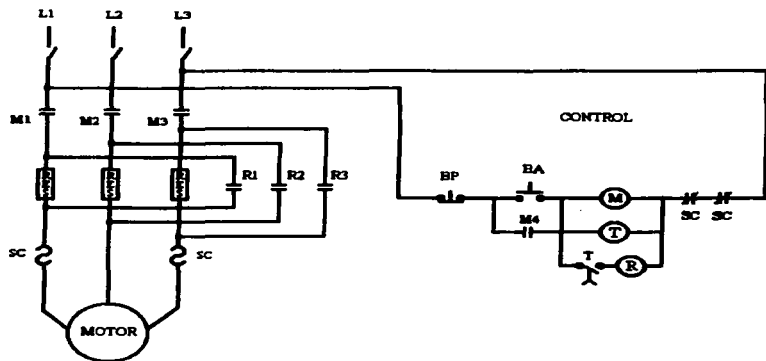 L1 L2 L3
M1 M2 M3
CONTROL
R1 R2 R3
BP BA
M
M4
SC SC
T
T
R
SC SC
MOTOR